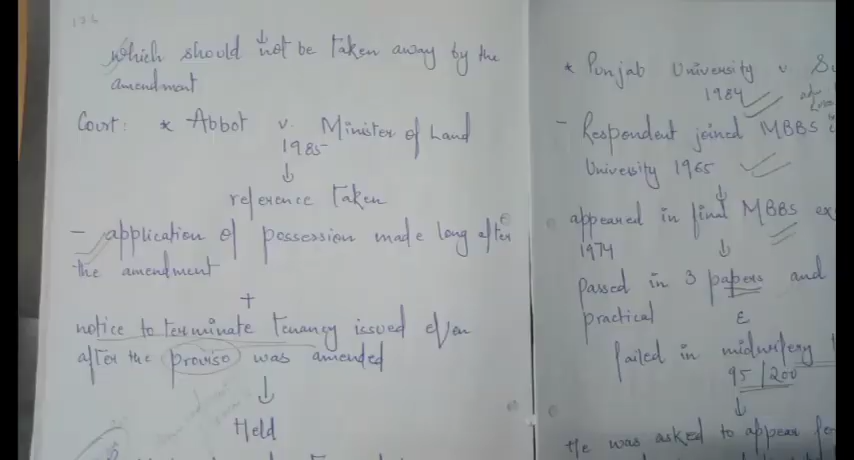 which should not be taken away by the
amendment
Court: * Abbot v. Minister of Land
1985
↓
reference taken
- application of possession made long after
the amendment
+
notice to terminate tenancy issued even
after the proviso was amended
↓
Held
* Punjab University v
1984
- Respondent joined MBBS
University 1965
↓
appeared in final MBBS
1974
↓
passed in 3 papers and
practical &
failed in midwifery
95/200
↓
He was asked to appear